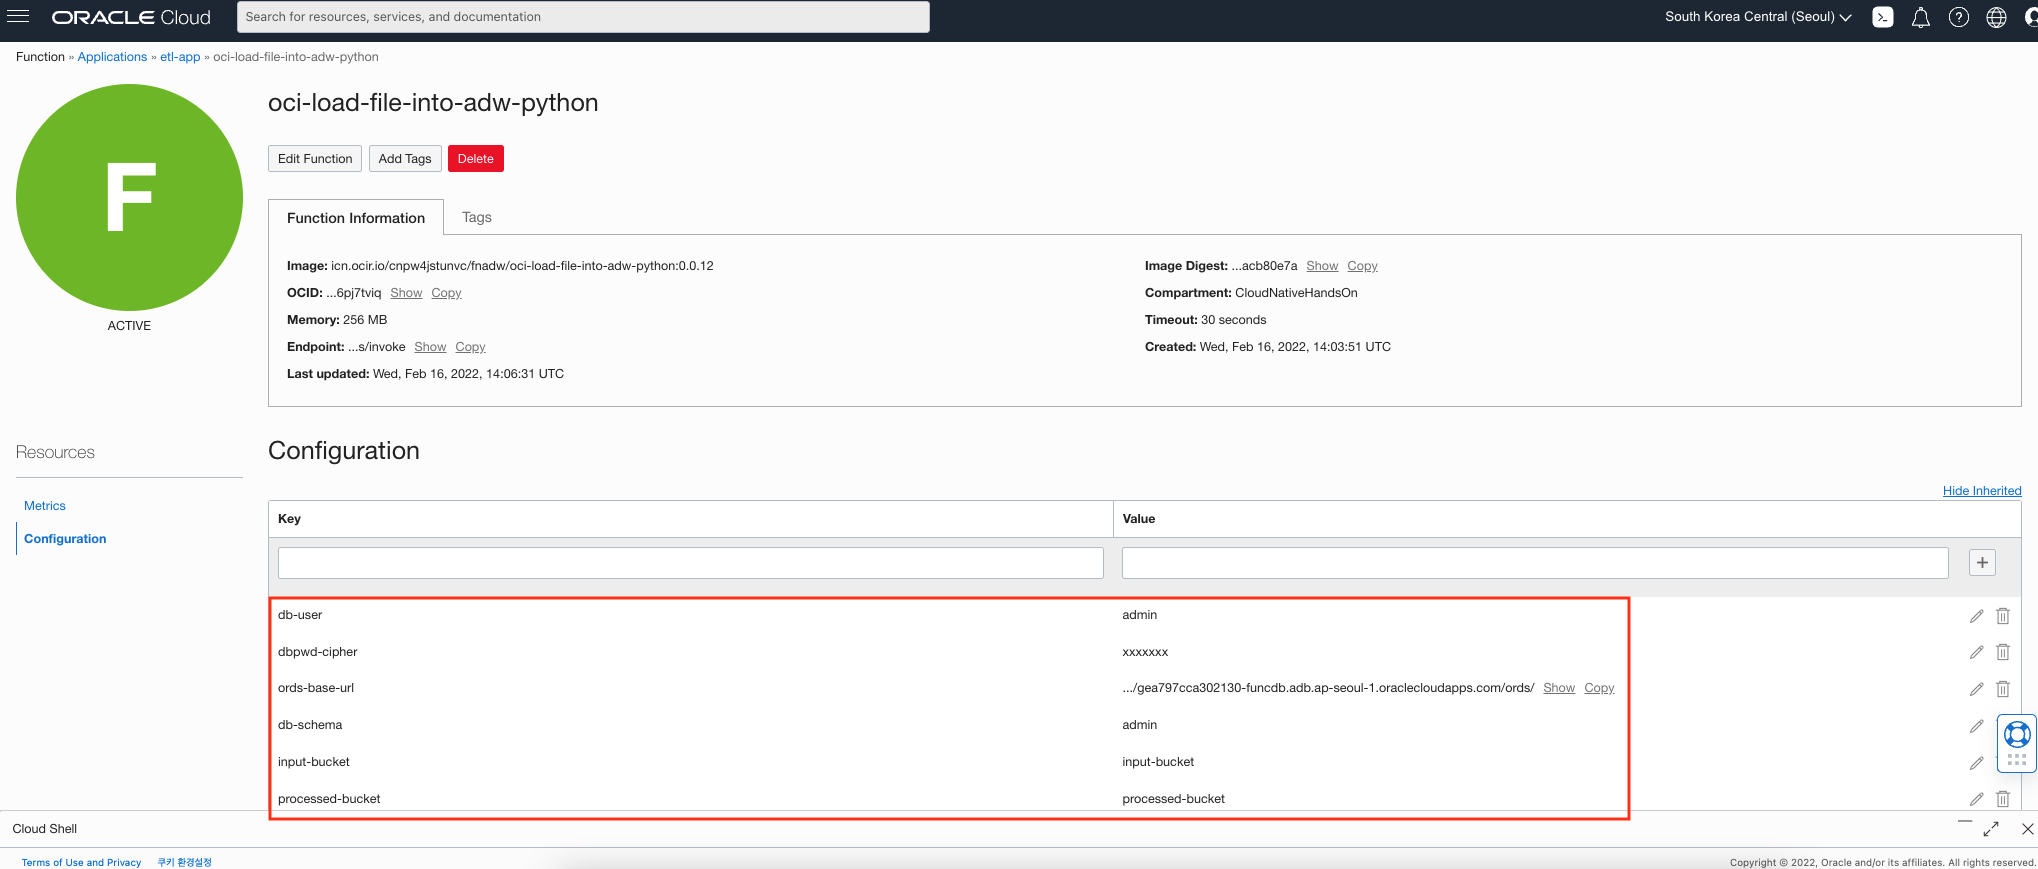 ORACLE Cloud
Search for resources, services, and documentation
South Korea Central (Seoul)
Function » Applications » etl-app » oci-load-file-into-adw-python
F
ACTIVE
oci-load-file-into-adw-python
Edit Function
Add Tags
Delete
Function Information
Tags
Image: icn.ocir.io/cnpw4jstunvc/fnadw/oci-load-file-into-adw-python:0.0.12
OCID: ...6pj7tviq Show Copy
Memory: 256 MB
Endpoint: ...s/invoke Show Copy
Last updated: Wed, Feb 16, 2022, 14:06:31 UTC
Image Digest: ...acb80e7a Show Copy
Compartment: CloudNativeHandsOn
Timeout: 30 seconds
Created: Wed, Feb 16, 2022, 14:03:51 UTC
Resources
Metrics
Configuration
Configuration
Hide Inherited
Key Value
+
db-user admin
dbpwd-cipher xxxxxxx
ords-base-url .../gea797cca302130-funcdb.adb.ap-seoul-1.oraclecloudapps.com/ords/ Show Copy
db-schema admin
input-bucket input-bucket
processed-bucket processed-bucket
Cloud Shell
Terms of Use and Privacy 쿠키 환경설정
Copyright © 2022, Oracle and/or its affiliates. All rights reserved.